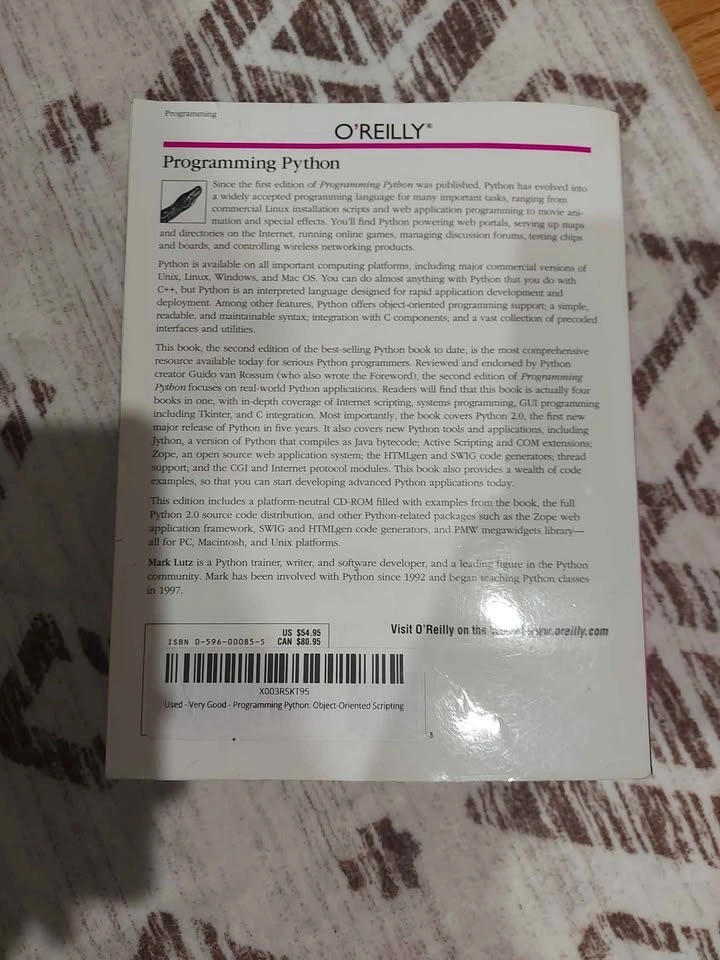 Programming
O'REILLY®
Programming Python
Since the first edition of Programming Python was published, Python has evolved into
a widely accepted programming language for many important tasks, ranging from
commercial Linux installation scripts and web application programming to movie ani-
mation and special effects. You'll find Python powering web portals, serving up maps
and directories on the Internet, running online games, managing discussion forums, testing chips
and boards, and controlling wireless networking products.
Python is available on all important computing platforms, including major commercial versions of
Unix, Linux, Windows, and Mac OS. You can do almost anything with Python that you do with
C++, but Python is an interpreted language designed for rapid application development and
deployment. Among other features, Python offers object-oriented programming support; a simple,
readable, and maintainable syntax; integration with C components; and a vast collection of precoded
interfaces and utilities.
This book, the second edition of the best-selling Python book to date, is the most comprehensive
resource available today for serious Python programmers. Reviewed and endorsed by Python
creator Guido van Rossum (who also wrote the Foreword), the second edition of Programming
Python focuses on real-world Python applications. Readers will find that this book is actually four
books in one, with in-depth coverage of Internet scripting, systems programming, GUI programming
including Tkinter, and C integration. Most importantly, the book covers Python 2.0, the first new
major release of Python in five years. It also covers new Python tools and applications, including
Jython, a version of Python that compiles as Java bytecode; Active Scripting and COM extensions;
Zope, an open source web application system; the HTMLgen and SWIG code generators; thread
support; and the CGI and Internet protocol modules. This book also provides a wealth of code
examples, so that you can start developing advanced Python applications today.
This edition includes a platform-neutral CD-ROM filled with examples from the book, the full
Python 2.0 source code distribution, and other Python-related packages such as the Zope web
application framework, SWIG and HTMLgen code generators, and PMW megawidgets library—
all for PC, Macintosh, and Unix platforms.
Mark Lutz is a Python trainer, writer, and software developer, and a leading figure in the Python
community. Mark has been involved with Python since 1992 and began teaching Python classes
in 1997.
Visit O'Reilly on the www.oreilly.com
US $54.95
ISBN 0-596-00085-5 CAN $80.95
X003RSKT95
Used - Very Good - Programming Python: Object-Oriented Scripting
3